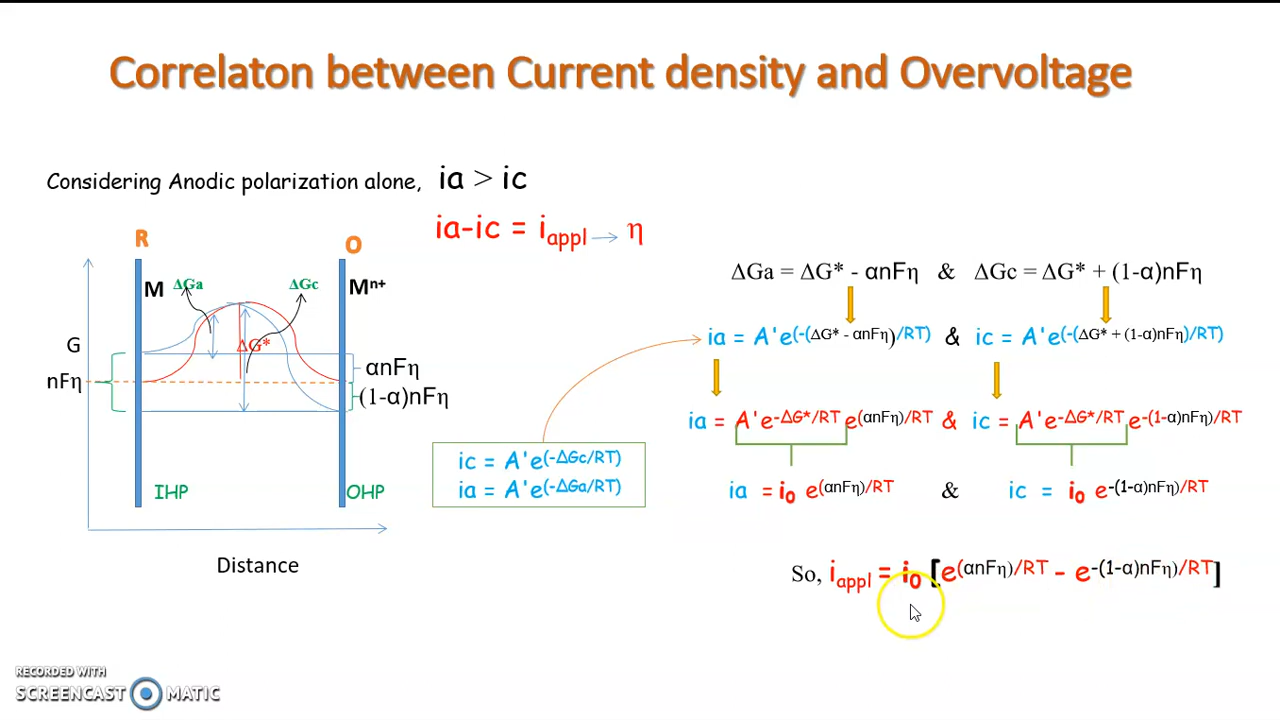 Correlaton between Current density and Overvoltage
Considering Anodic polarization alone, ia > ic
ia-ic = iappl → η
R
O
M
ΔGa
ΔGc
Mn+
G
ΔG*
αnFη
nFη
(1-α)nFη
IHP
OHP
Distance
ic = A'e(-ΔGc/RT)
ia = A'e(-ΔGa/RT)
ΔGa = ΔG* - αnFη & ΔGc = ΔG* + (1-α)nFη
ia = A'e(-(ΔG* - αnFη)/RT) & ic = A'e(-(ΔG* + (1-α)nFη)/RT)
ia = A'e-ΔG*/RT e(αnFη)/RT & ic = A'e-ΔG*/RT e-(1-α)nFη)/RT
ia = i0 e(αnFη)/RT & ic = i0 e-(1-α)nFη)/RT
So, iappl = i0 [e(αnFη)/RT - e-(1-α)nFη)/RT]
RECORDED WITH
SCREENCAST MATIC